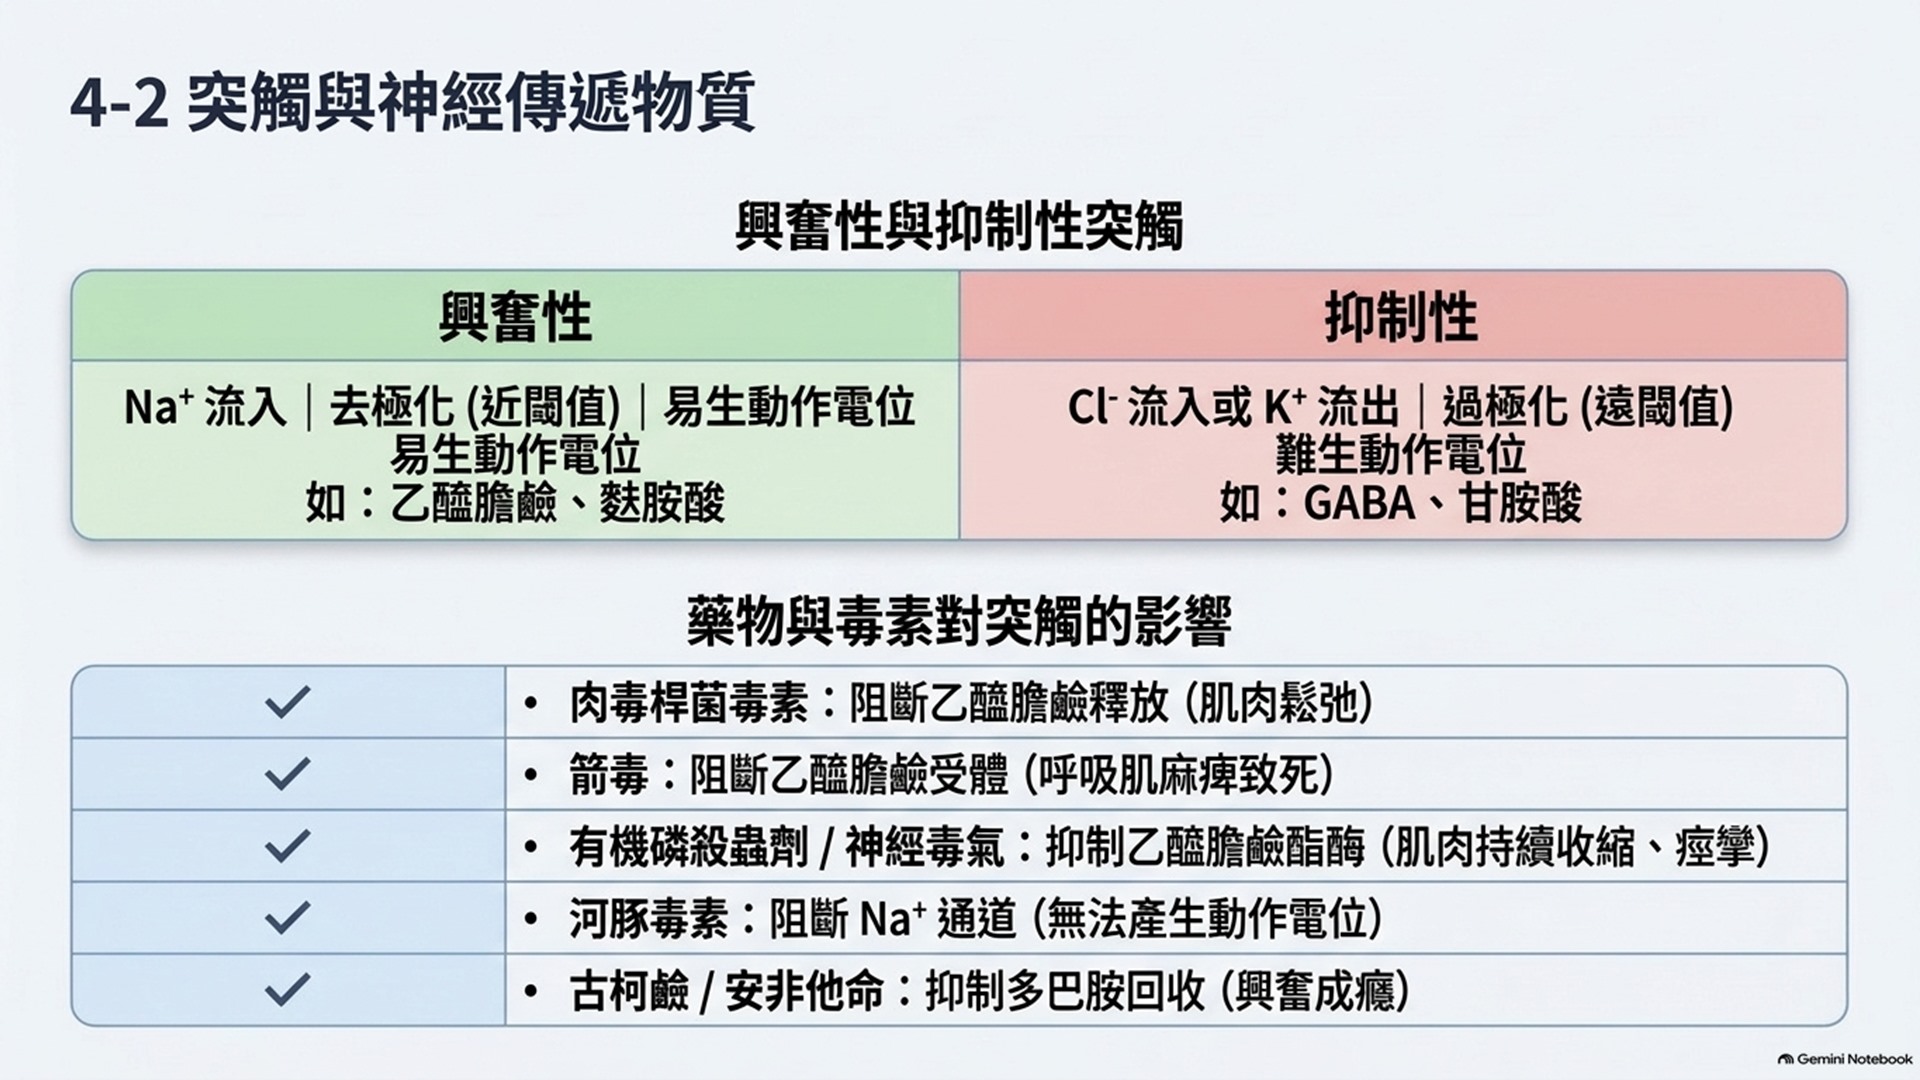 4-2 突觸與神經傳遞物質
興奮性與抑制性突觸
興奮性
抑制性
Na⁺ 流入｜去極化 (近閾值)｜易生動作電位
易生動作電位
如：乙醯膽鹼、麩胺酸
Cl⁻ 流入或 K⁺ 流出｜過極化 (遠閾值)
難生動作電位
如：GABA、甘胺酸
藥物與毒素對突觸的影響
✓
• 肉毒桿菌毒素：阻斷乙醯膽鹼釋放 (肌肉鬆弛)
✓
• 箭毒：阻斷乙醯膽鹼受體 (呼吸肌麻痺致死)
✓
• 有機磷殺蟲劑 / 神經毒氣：抑制乙醯膽鹼酯酶 (肌肉持續收縮、痙攣)
✓
• 河豚毒素：阻斷 Na⁺ 通道 (無法產生動作電位)
✓
• 古柯鹼 / 安非他命：抑制多巴胺回收 (興奮成癮)
Gemini Notebook